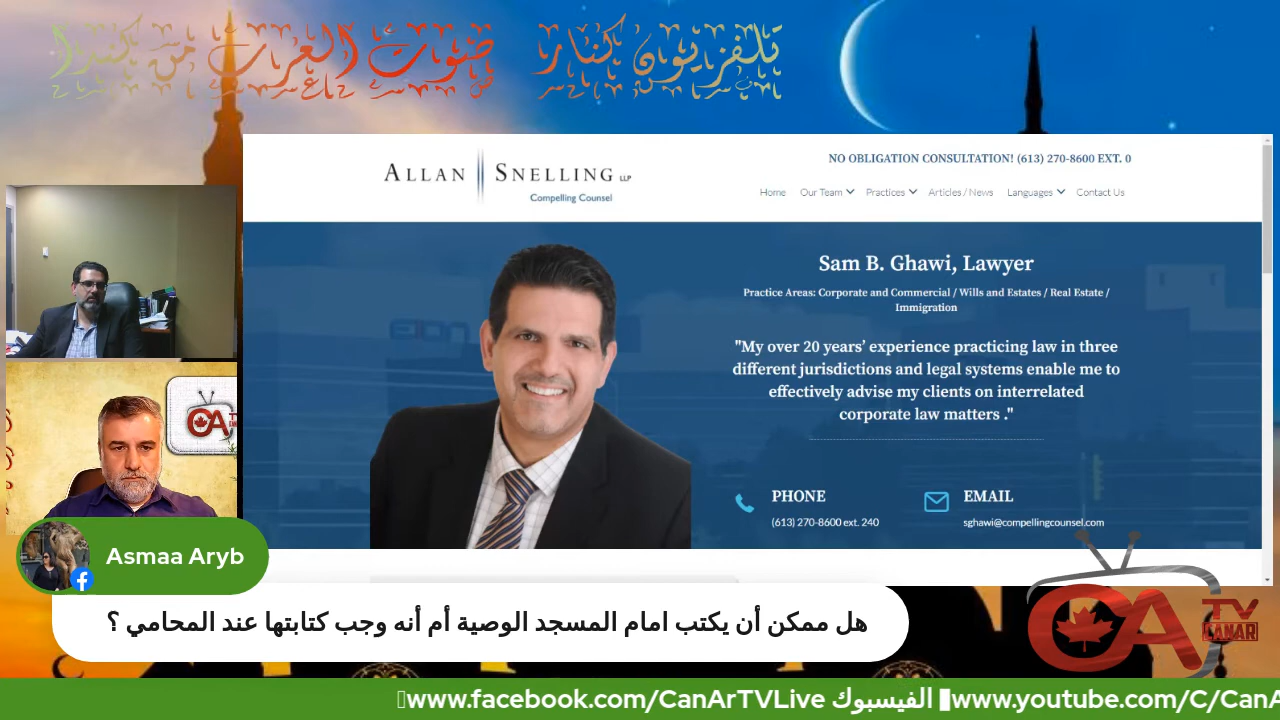 تلفزيون كنار صوت العرب من كندا
ALLAN SNELLING LLP
Compelling Counsel
NO OBLIGATION CONSULTATION! (613) 270-8600 EXT. 0
Home Our Team Practices Articles / News Languages Contact Us
Sam B. Ghawi, Lawyer
Practice Areas: Corporate and Commercial / Wills and Estates / Real Estate /
Immigration
"My over 20 years’ experience practicing law in three
different jurisdictions and legal systems enable me to
effectively advise my clients on interrelated
corporate law matters ."
PHONE
(613) 270-8600 ext. 240
EMAIL
sghawi@compellingcounsel.com
Asmaa Aryb
هل ممكن أن يكتب امام المسجد الوصية أم أنه وجب كتابتها عند المحامي ؟
CA TV
CANAR
www.facebook.com/CanArTVLive الفيسبوك www.youtube.com/C/CanA